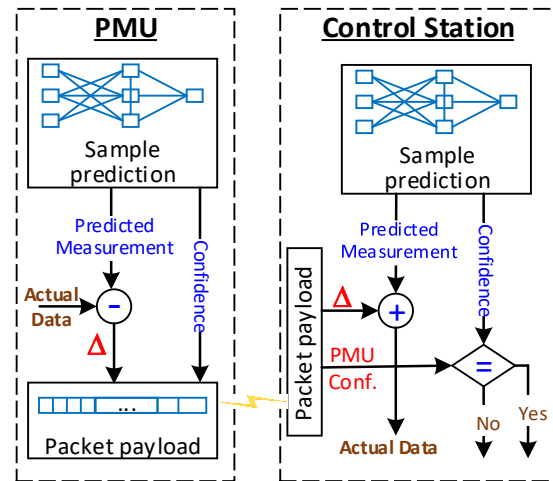 PMU
Sample
prediction
Predicted
Measurement
Confidence
Actual
Data
-
Δ
...
Packet payload
Control Station
Sample
prediction
Predicted
Measurement
Confidence
Packet payload
Δ
+
PMU
Conf.
=
No
Yes
Actual Data